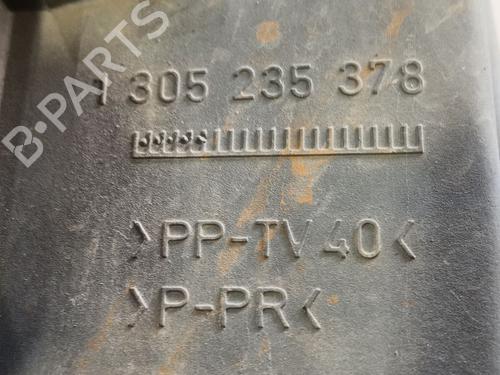 B-PARTS
1 305 235 378
>PP-TV40<
>P-PR<